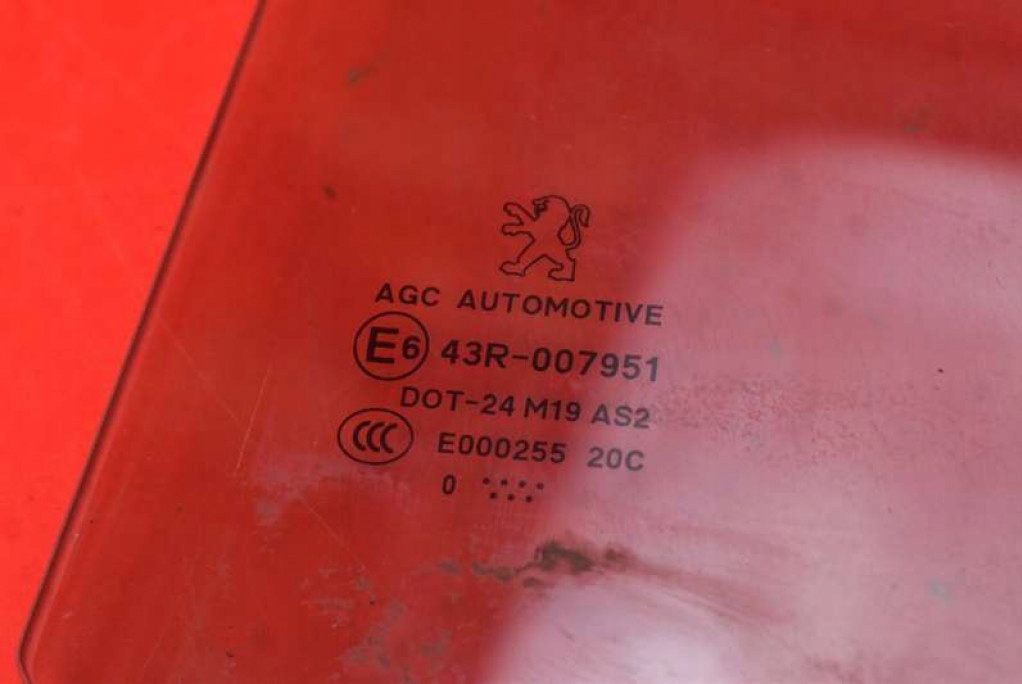 AGC AUTOMOTIVE
E6 43R-007951
DOT-24 M19 AS2
CCC E000255 20C
0